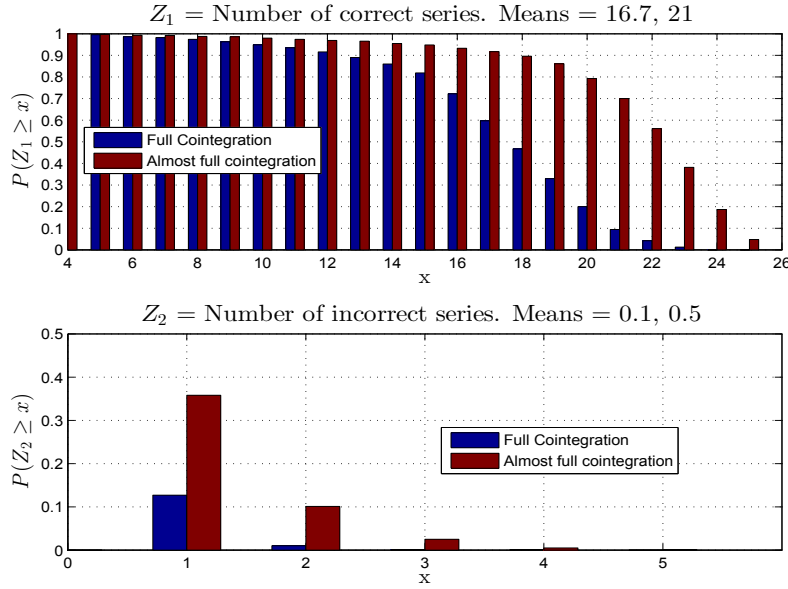 Z₁ = Number of correct series. Means = 16.7, 21
P(Z₁ ≥ x)
1
0.9
0.8
0.7
0.6
0.5
0.4
0.3
0.2
0.1
0
Full Cointegration
Almost full cointegration
4 6 8 10 12 14 16 18 20 22 24 26
x
Z₂ = Number of incorrect series. Means = 0.1, 0.5
P(Z₂ ≥ x)
0.5
0.4
0.3
0.2
0.1
0
Full Cointegration
Almost full cointegration
0 1 2 3 4 5
x